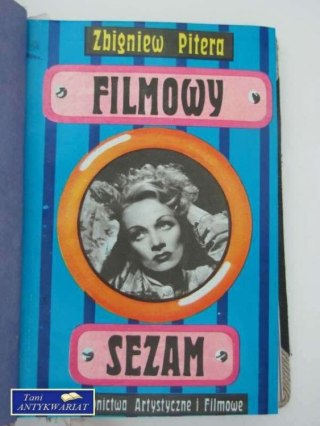 Zbigniew Pitera
FILMOWY
SEZAM
nictwa Artystyczne i Filmowe
Tani
ANTYKWARIAT